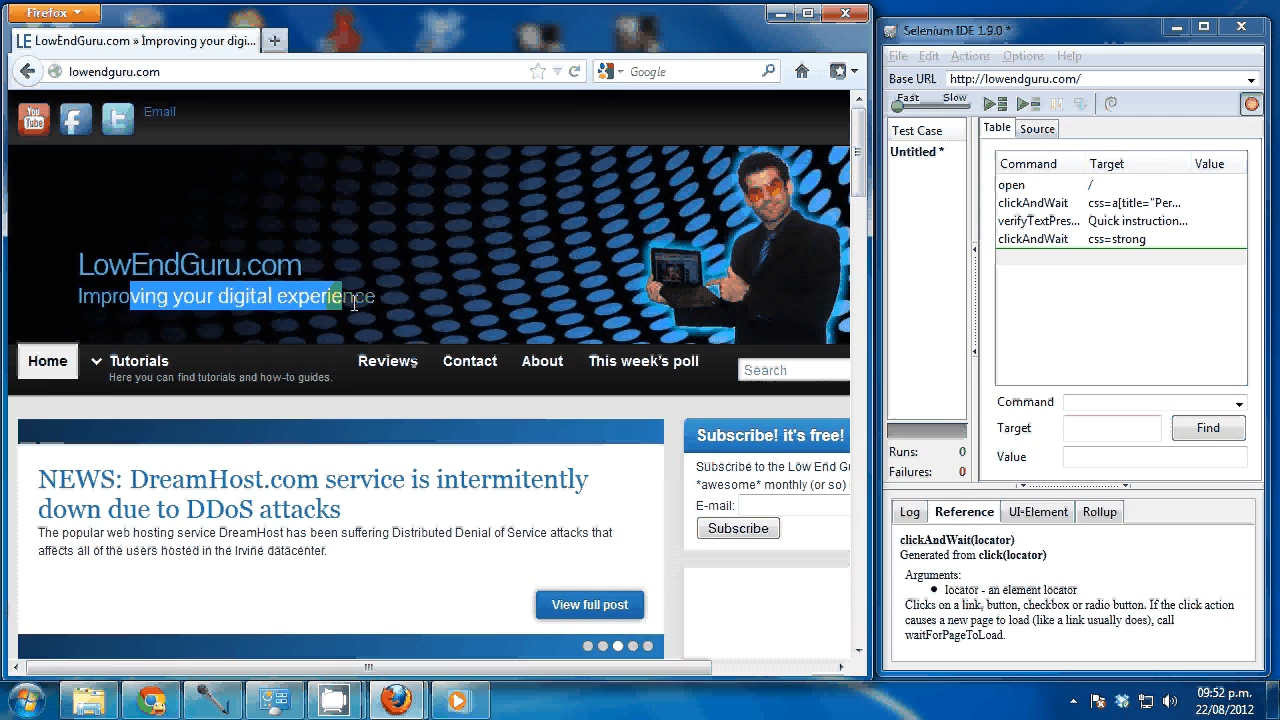 Firefox
LowEndGuru.com » Improving your digi...
lowendguru.com
Google
You
Tube
Email
LowEndGuru.com
Improving your digital experience
Home
Tutorials
Here you can find tutorials and how-to guides.
Reviews
Contact
About
This week's poll
Search
NEWS: DreamHost.com service is intermitently
down due to DDoS attacks
The popular web hosting service DreamHost has been suffering Distributed Denial of Service attacks that
affects all of the users hosted in the Irvine datacenter.
View full post
Subscribe! it's free!
Subscribe to the Low End Gu
*awesome* monthly (or so)
E-mail:
Subscribe
Selenium IDE 1.9.0 *
File Edit Actions Options Help
Base URL http://lowendguru.com/
Fast Slow
Test Case
Untitled *
Table Source
Command Target Value
open /
clickAndWait css=a[title="Per...
verifyTextPres... Quick instruction...
clickAndWait css=strong
Command
Target
Find
Value
Runs: 0
Failures: 0
Log Reference UI-Element Rollup
clickAndWait(locator)
Generated from click(locator)
Arguments:
locator - an element locator
Clicks on a link, button, checkbox or radio button. If the click action
causes a new page to load (like a link usually does), call
waitForPageToLoad.
09:52 p.m.
22/08/2012